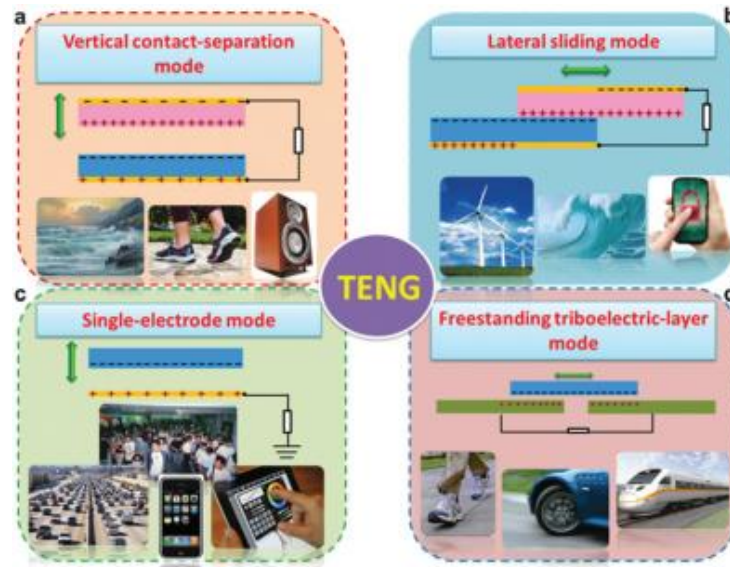 a
Vertical contact-separation
mode
b
Lateral sliding mode
TENG
c
Single-electrode mode
d
Freestanding triboelectric-layer
mode